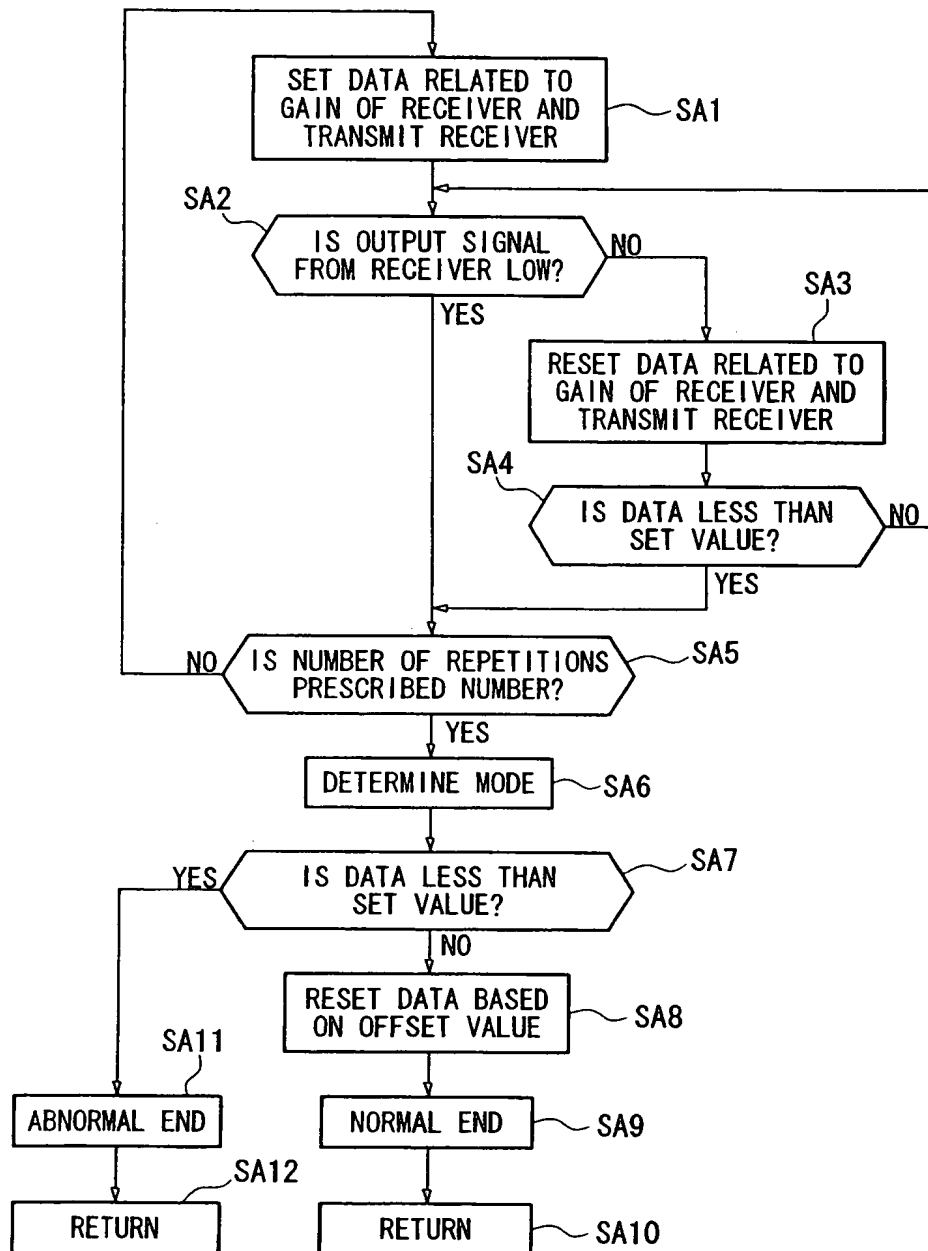 SET DATA RELATED TO
GAIN OF RECEIVER AND
TRANSMIT RECEIVER
SA1
SA2
IS OUTPUT SIGNAL
FROM RECEIVER LOW?
NO
YES
SA3
RESET DATA RELATED TO
GAIN OF RECEIVER AND
TRANSMIT RECEIVER
SA4
IS DATA LESS THAN
SET VALUE?
NO
YES
NO
IS NUMBER OF REPETITIONS
PRESCRIBED NUMBER?
SA5
YES
DETERMINE MODE
SA6
YES
IS DATA LESS THAN
SET VALUE?
SA7
NO
RESET DATA BASED
ON OFFSET VALUE
SA8
SA11
ABNORMAL END
NORMAL END
SA9
SA12
RETURN
RETURN
SA10